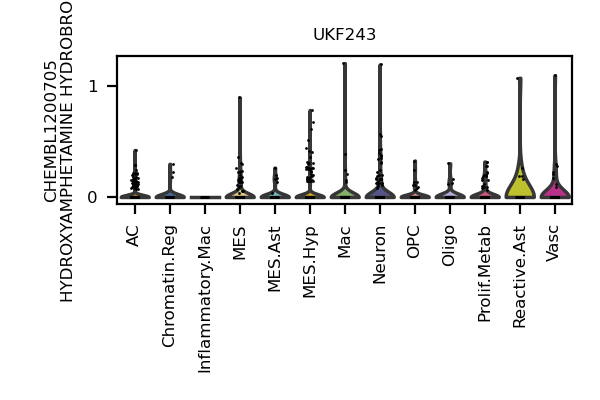 UKF243
CHEMBL1200705
HYDROXYAMPHETAMINE HYDROBRO
1
0
AC
Chromatin.Reg
Inflammatory.Mac
MES
MES.Ast
MES.Hyp
Mac
Neuron
OPC
Oligo
Prolif.Metab
Reactive.Ast
Vasc